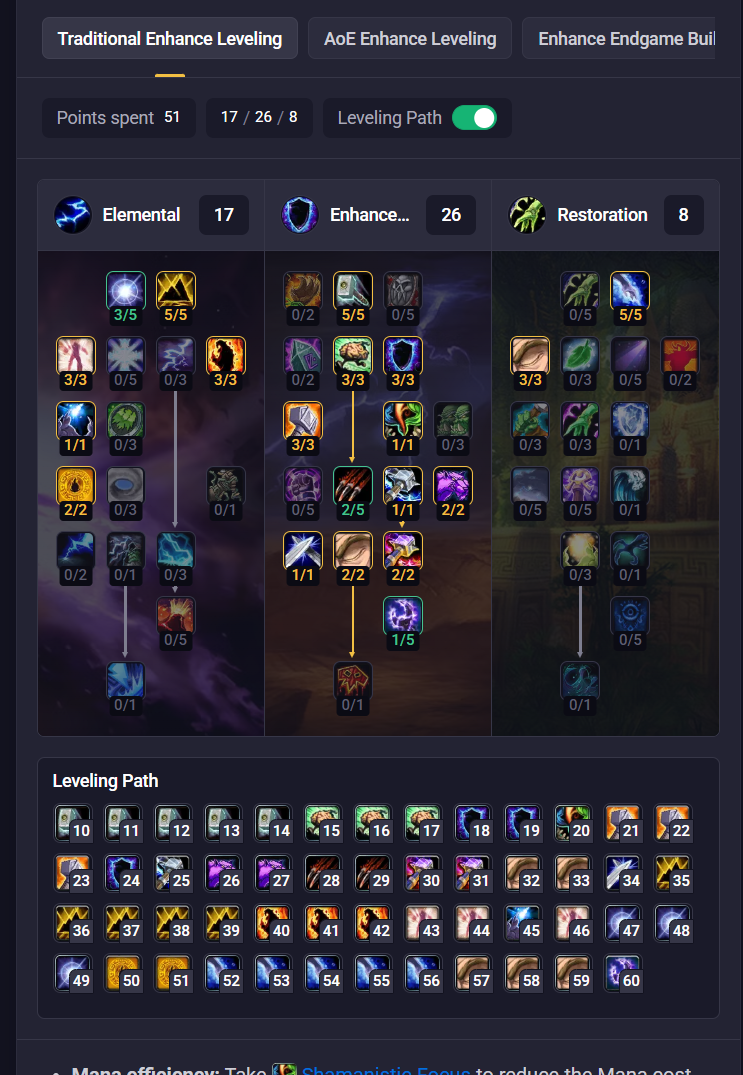 Traditional Enhance Leveling AoE Enhance Leveling Enhance Endgame Buil
Points spent 51 17 / 26 / 8 Leveling Path
Elemental 17 Enhance... 26 Restoration 8
3/5 5/5 0/2 5/5 0/5 0/5 5/5
3/3 0/5 0/3 3/3 0/2 3/3 3/3 3/3 0/3 0/5 0/2
1/1 0/3 3/3 1/1 0/3 0/3 0/3 0/1
2/2 0/3 0/1 0/5 2/5 1/1 2/2 0/5 0/5 0/1
0/2 0/1 0/3 1/1 2/2 2/2 0/3 0/1
0/5 1/5 0/5
0/1 0/1 0/1
Leveling Path
10 11 12 13 14 15 16 17 18 19 20 21 22
23 24 25 26 27 28 29 30 31 32 33 34 35
36 37 38 39 40 41 42 43 44 45 46 47 48
49 50 51 52 53 54 55 56 57 58 59 60
Mana efficiency: Take Shamanistic Focus to reduce the Mana cost